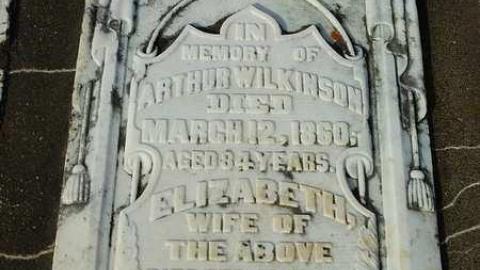 IN
MEMORY OF
ARTHUR WILKINSON
DIED
MARCH 12, 1860;
AGED 84 YEARS.
ELIZABETH,
WIFE OF
THE ABOVE